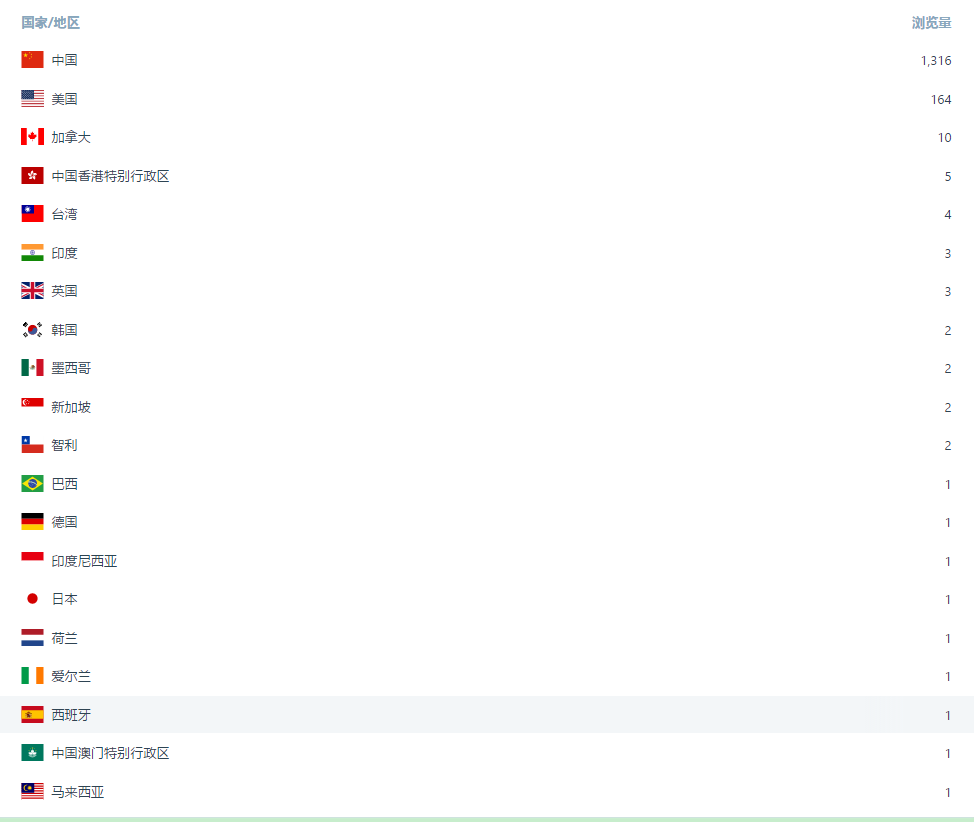 国家/地区 浏览量
中国 1,316
美国 164
加拿大 10
中国香港特别行政区 5
台湾 4
印度 3
英国 3
韩国 2
墨西哥 2
新加坡 2
智利 2
巴西 1
德国 1
印度尼西亚 1
日本 1
荷兰 1
爱尔兰 1
西班牙 1
中国澳门特别行政区 1
马来西亚 1